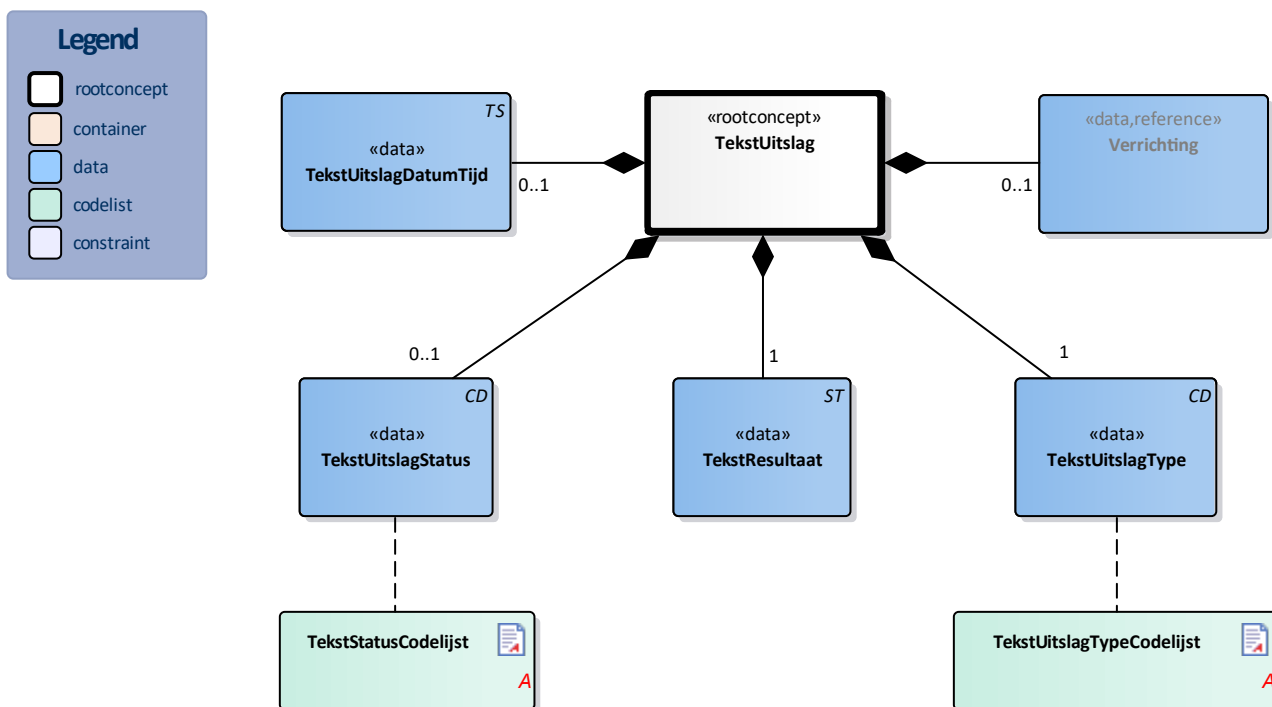 Legend
rootconcept
container
data
codelist
constraint
TS
«data»
TekstUitslagDatumTijd
0..1
«rootconcept»
TekstUitslag
«data,reference»
Verrichting
0..1
0..1
1
1
CD
«data»
TekstUitslagStatus
ST
«data»
TekstResultaat
CD
«data»
TekstUitslagType
TekstStatusCodelijst
A
TekstUitslagTypeCodelijst
A